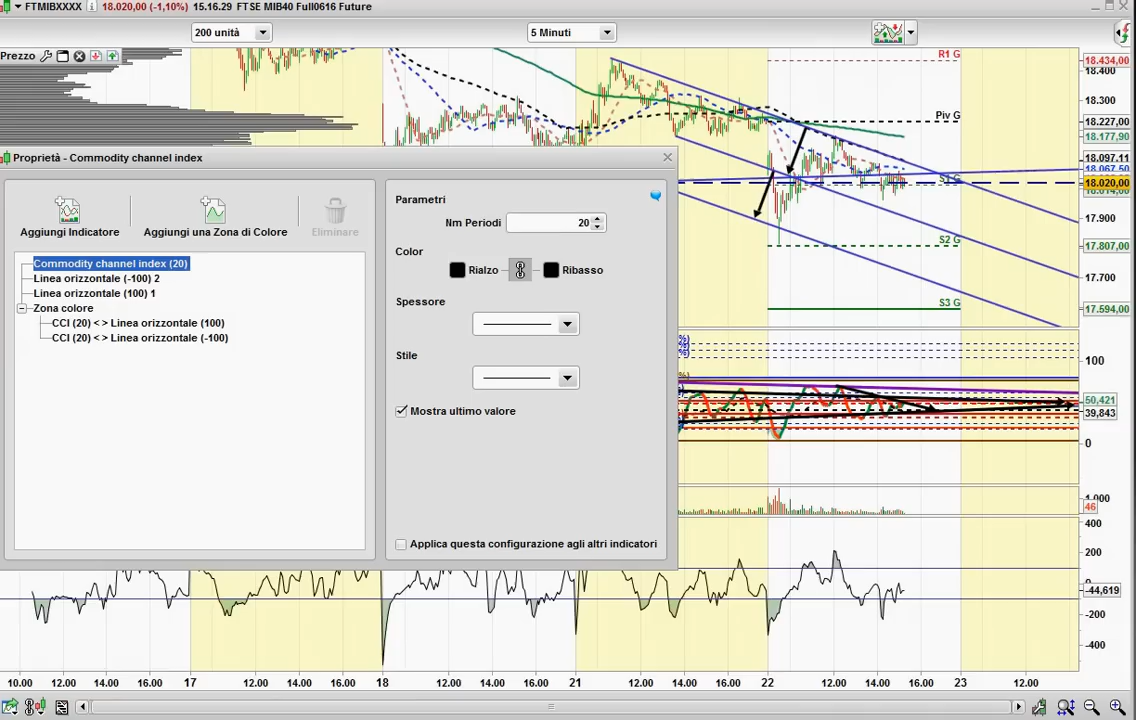 FTMIBXXXX 18.020,00 (-1,10%) 15.16.29 FTSE MIB40 Full0616 Future
200 unità
5 Minuti
Prezzo
R1 G
18.434,00
18.400
18.300
Piv G
18.227,00
18.177,90
18.097,11
18.067,50
S1 G
18.020,00
17.900
S2 G
17.807,00
17.700
S3 G
17.594,00
Proprietà - Commodity channel index
Aggiungi Indicatore
Aggiungi una Zona di Colore
Eliminare
Commodity channel index (20)
Linea orizzontale (-100) 2
Linea orizzontale (100) 1
Zona colore
CCI (20) < > Linea orizzontale (100)
CCI (20) < > Linea orizzontale (-100)
Parametri
Nm Periodi 20
Color
Rialzo
Ribasso
Spessore
Stile
Mostra ultimo valore
Applica questa configurazione agli altri indicatori
%)
%)
%)
100
50,421
39,843
0
1.000
46
400
200
0
-44,619
-200
-400
10.00 12.00 14.00 16.00 17 12.00 14.00 16.00 18 12.00 14.00 16.00 21 12.00 14.00 16.00 22 12.00 14.00 16.00 23 12.00